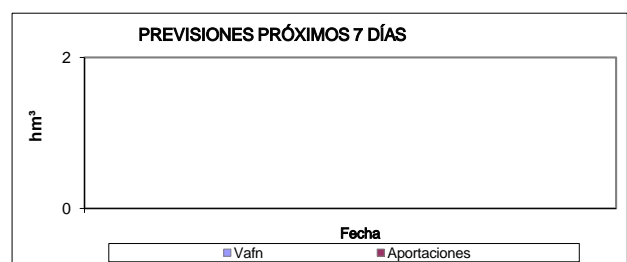 PREVISIONES PRÓXIMOS 7 DÍAS
2
hm³
0
Fecha
Vafn Aportaciones